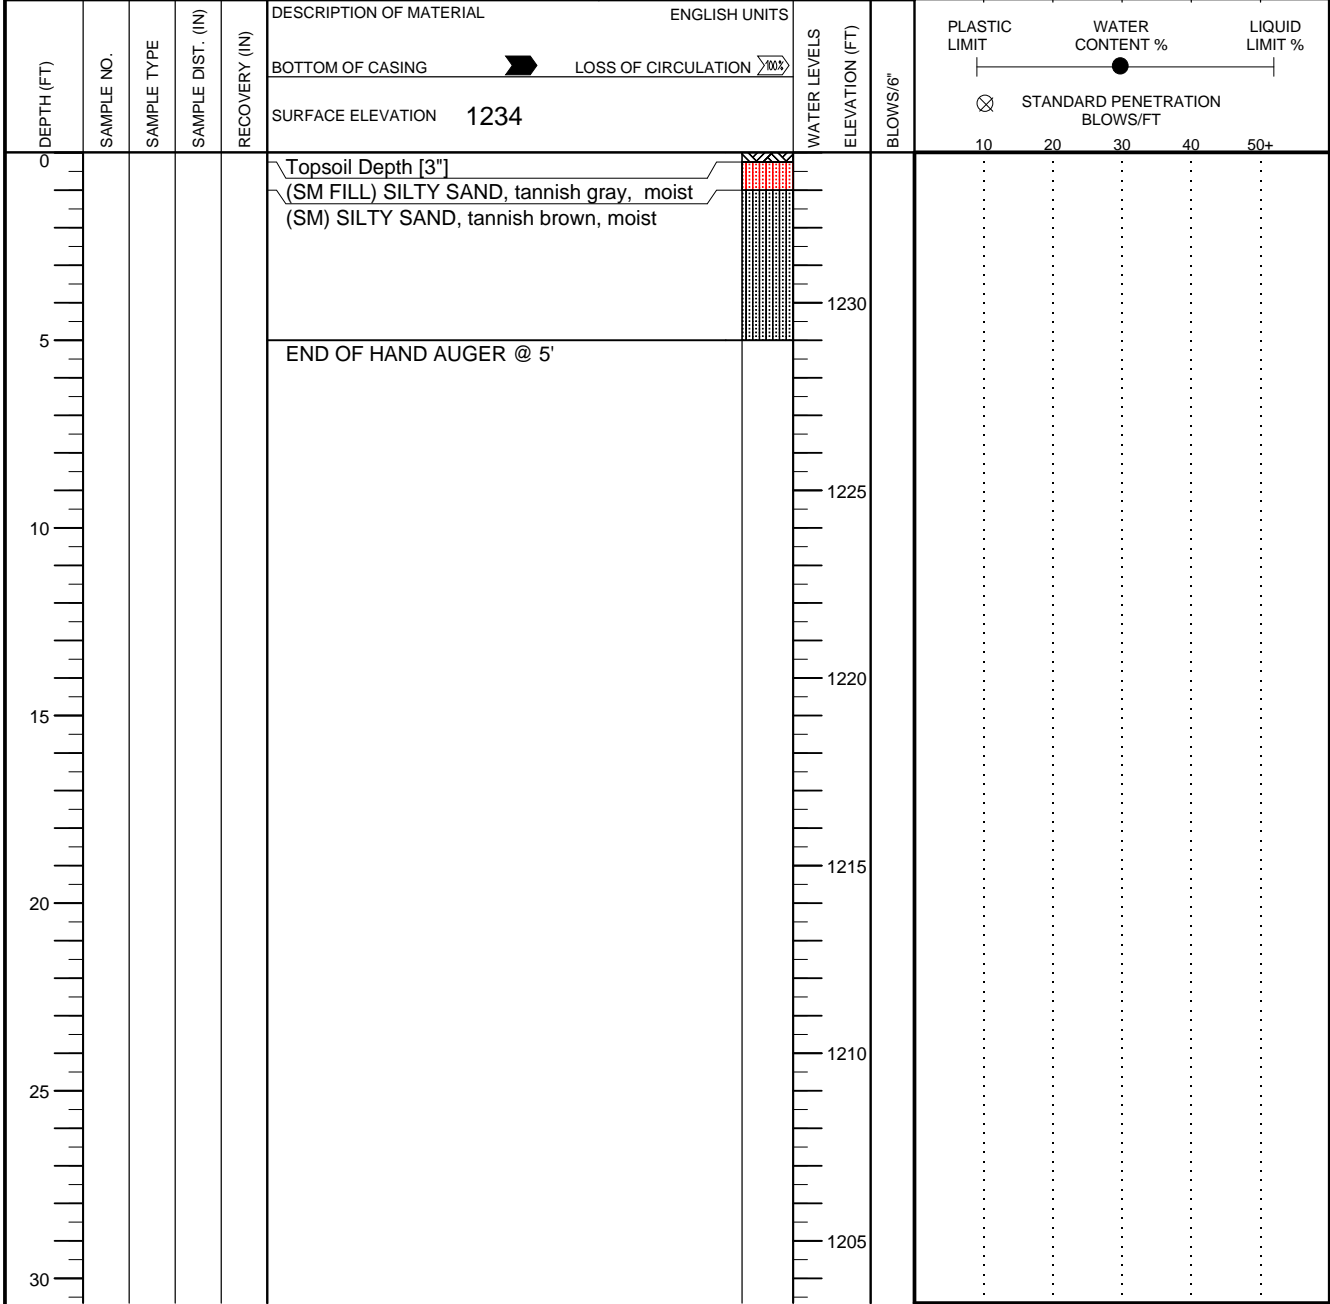 DEPTH (FT)
SAMPLE NO.
SAMPLE TYPE
SAMPLE DIST. (IN)
RECOVERY (IN)
DESCRIPTION OF MATERIAL ENGLISH UNITS
BOTTOM OF CASING LOSS OF CIRCULATION 100%
SURFACE ELEVATION 1234
WATER LEVELS
ELEVATION (FT)
BLOWS/6"
PLASTIC LIMIT
WATER CONTENT %
LIQUID LIMIT %
STANDARD PENETRATION
BLOWS/FT
10 20 30 40 50+
0
Topsoil Depth [3"]
(SM FILL) SILTY SAND, tannish gray, moist
(SM) SILTY SAND, tannish brown, moist
1230
5
END OF HAND AUGER @ 5'
1225
10
1220
15
1215
20
1210
25
1205
30